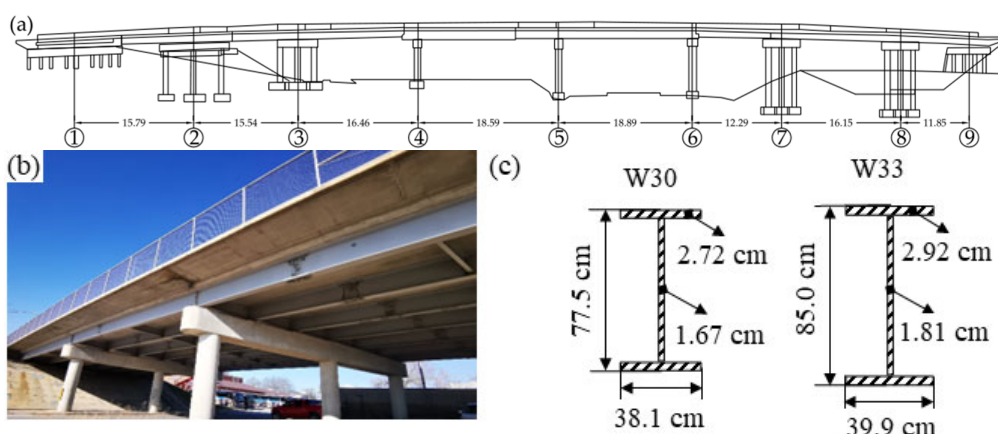 (a)
15.79 15.54 16.46 18.59 18.89 12.29 16.15 11.85
① ② ③ ④ ⑤ ⑥ ⑦ ⑧ ⑨
(b)
(c)
W30
77.5 cm
2.72 cm
1.67 cm
38.1 cm
W33
85.0 cm
2.92 cm
1.81 cm
39.9 cm